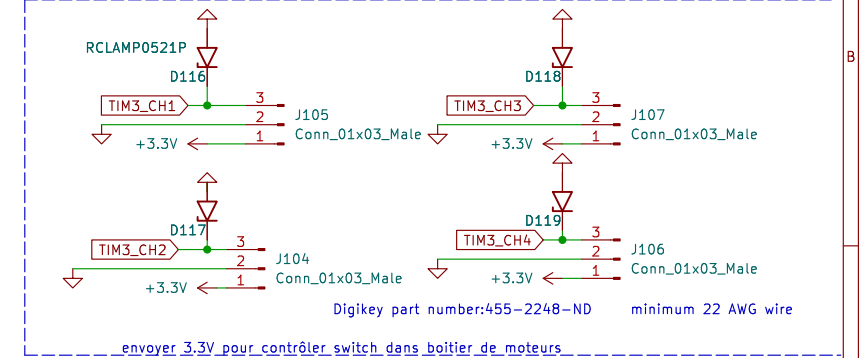 RCLAMP0521P
D116
TIM3_CH1
3
2
1
J105
Conn_01x03_Male
+3.3V
D118
TIM3_CH3
3
2
1
J107
Conn_01x03_Male
+3.3V
B
D117
TIM3_CH2
3
2
1
J104
Conn_01x03_Male
+3.3V
D119
TIM3_CH4
3
2
1
J106
Conn_01x03_Male
+3.3V
Digikey part number:455-2248-ND
minimum 22 AWG wire
envoyer 3.3V pour contrôler switch dans boitier de moteurs